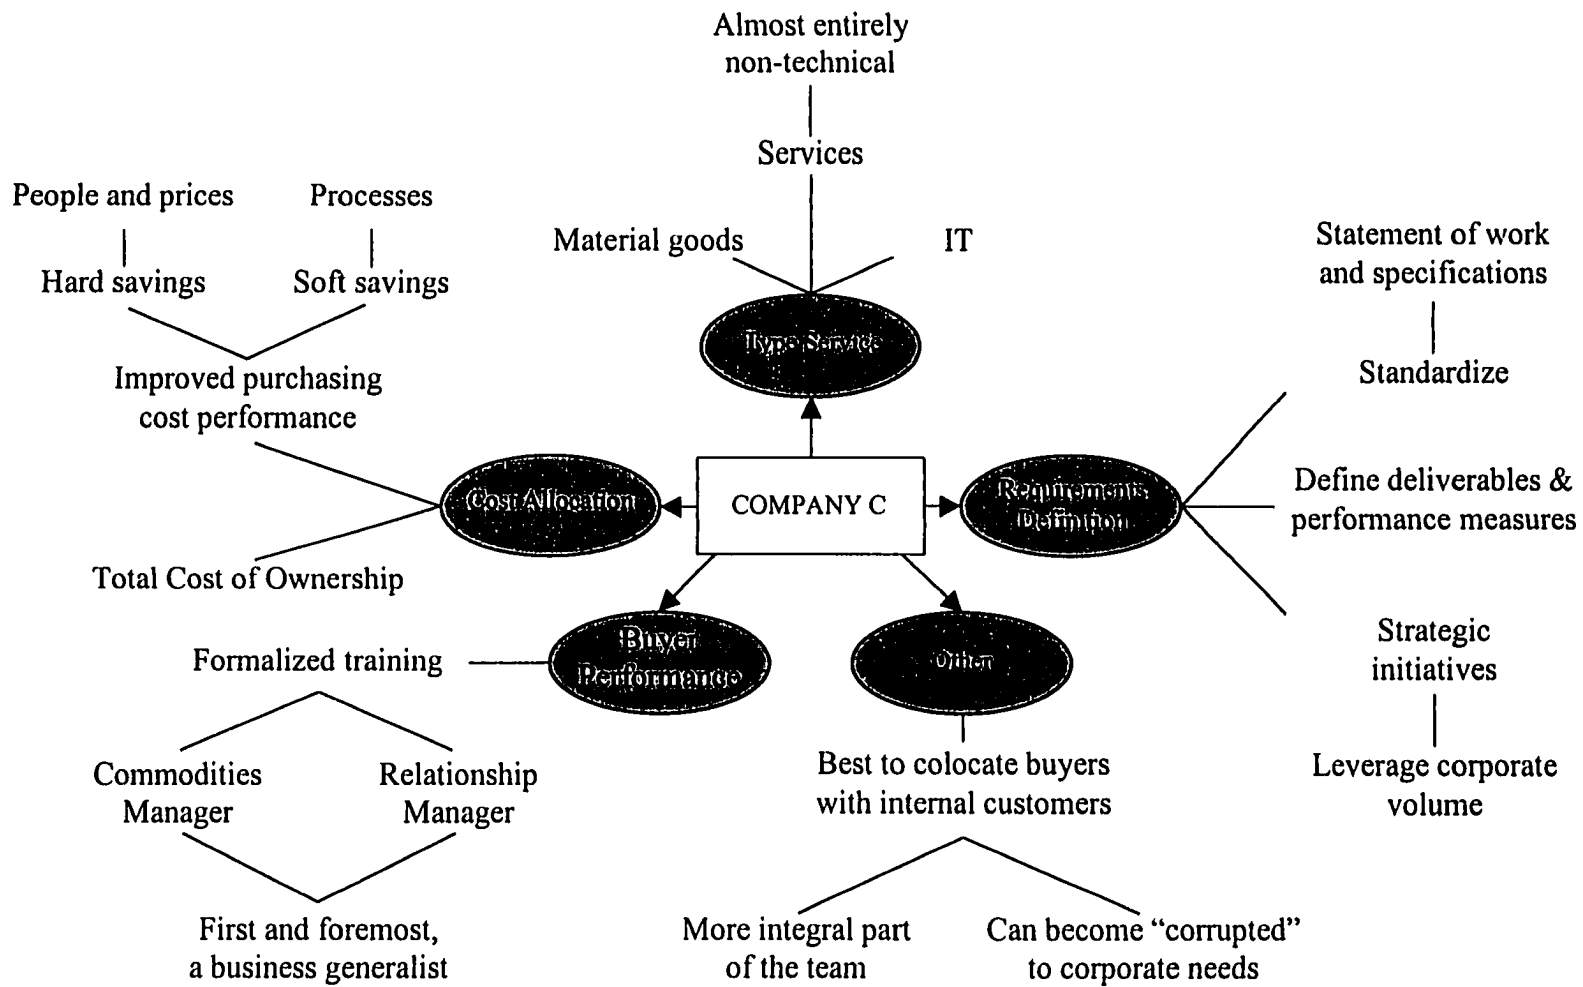 Almost entirely
non-technical
Services
People and prices
Processes
Material goods
IT
Statement of work
and specifications
Hard savings
Soft savings
Type Service
Improved purchasing
cost performance
Standardize
Cost Allocation
COMPANY C
Requirements
Definition
Define deliverables &
performance measures
Total Cost of Ownership
Formalized training
Buyer
Performance
Other
Strategic
initiatives
Commodities
Manager
Relationship
Manager
Best to colocate buyers
with internal customers
Leverage corporate
volume
First and foremost,
a business generalist
More integral part
of the team
Can become “corrupted”
to corporate needs